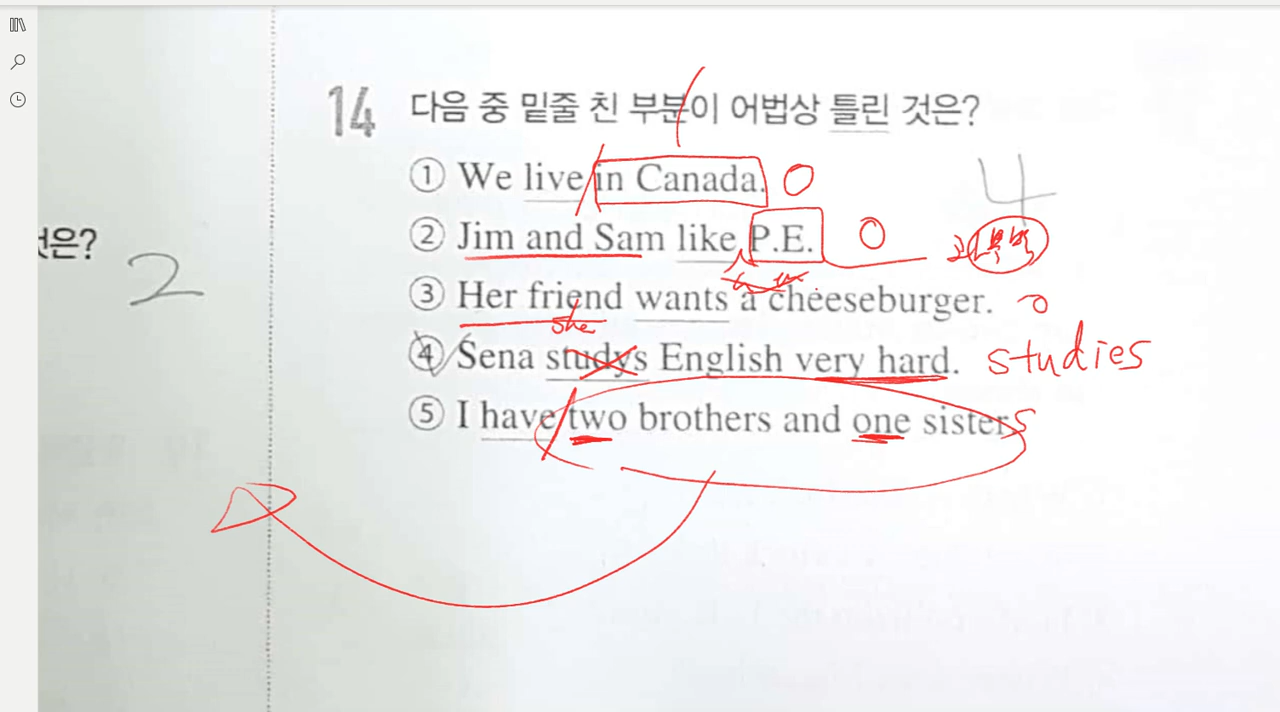 14 다음 중 밑줄 친 부분이 어법상 틀린 것은?
① We live in Canada. O
4
② Jim and Sam like P.E. O
은?
2
③ Her friend wants a cheeseburger. O
she
④ Sena studys English very hard. studies
⑤ I have two brothers and one sisters